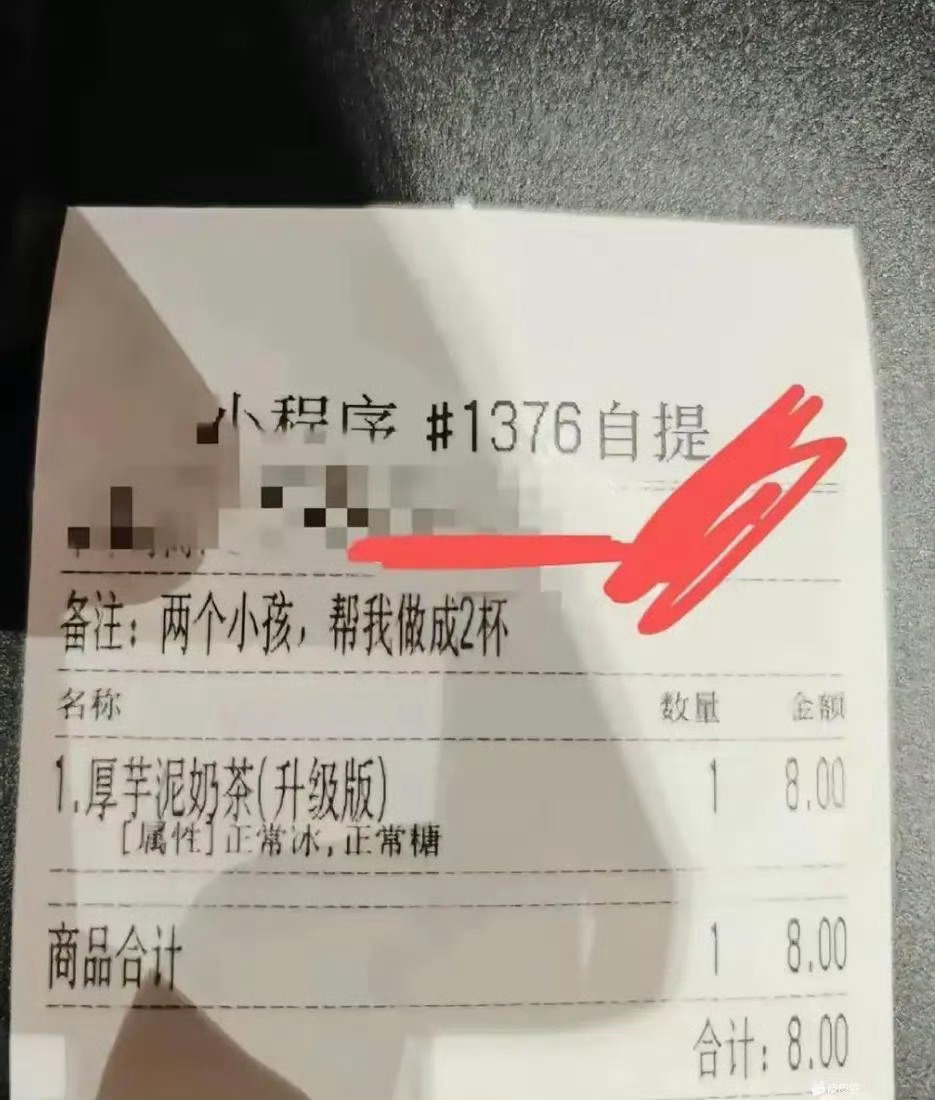 小程序 #1376自提
备注：两个小孩，帮我做成2杯
名称 数量 金额
1.厚芋泥奶茶(升级版) 1 8.00
[属性]正常冰,正常糖
商品合计 1 8.00
合计：8.00